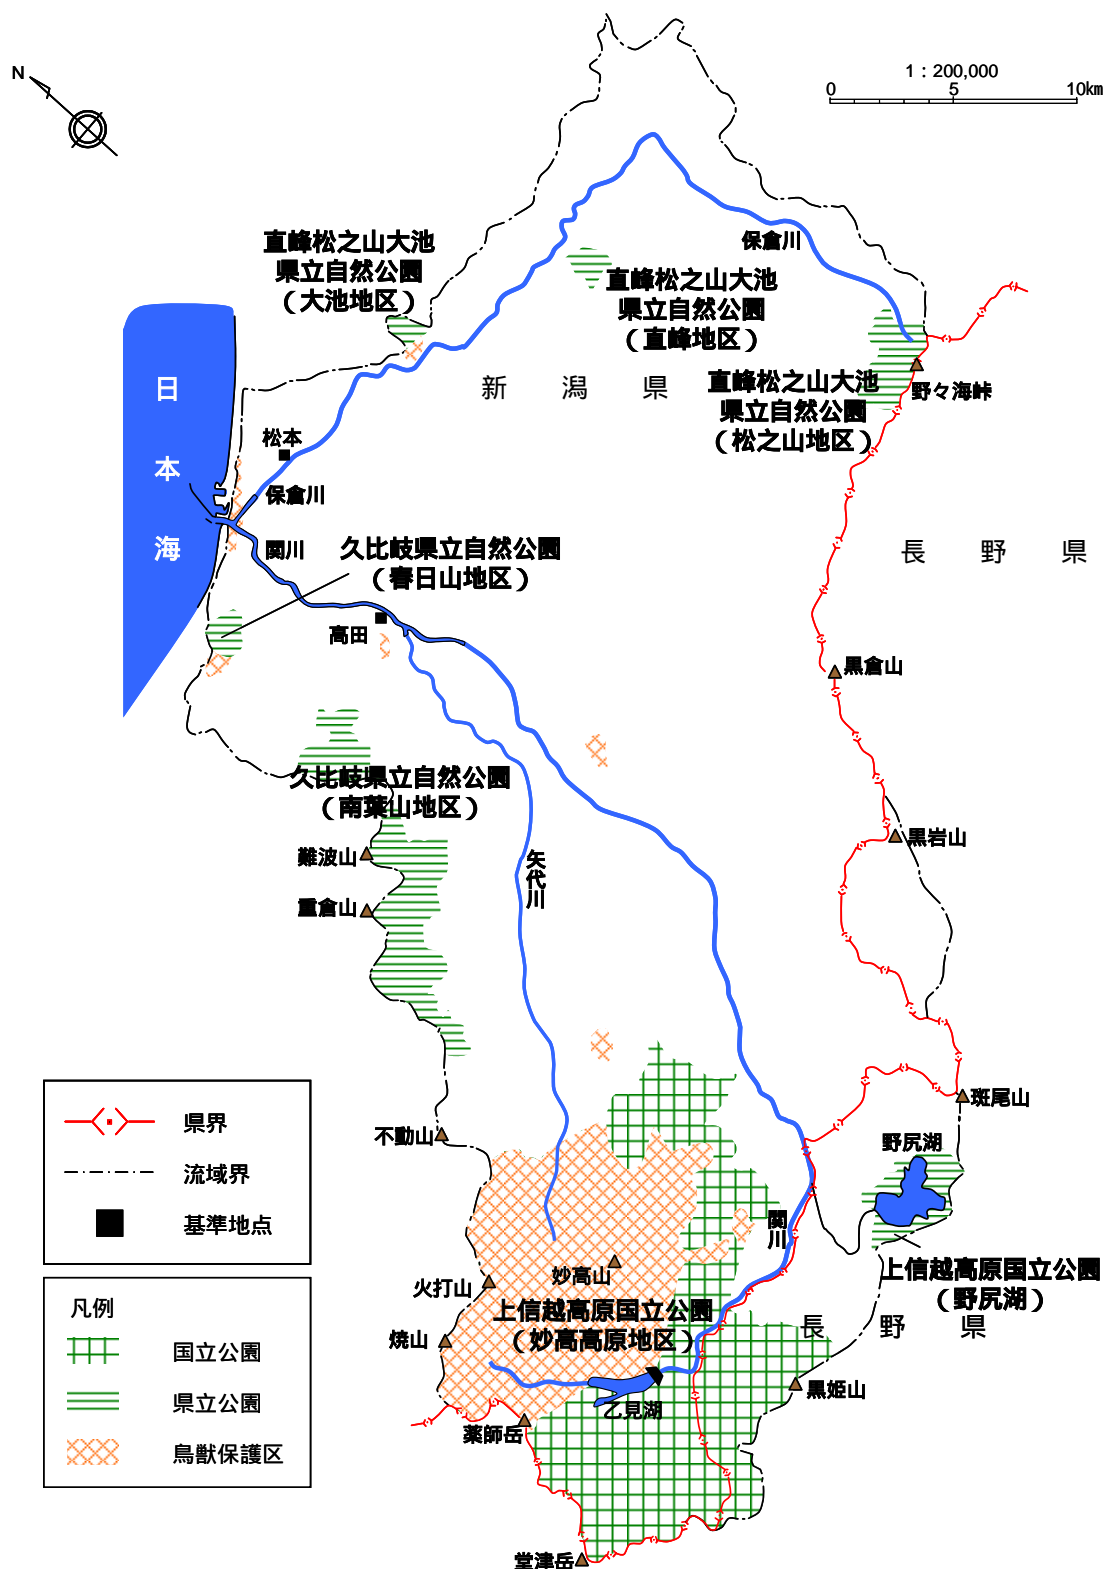 N
1：200,000
0 5 10km
直峰松之山大池
県立自然公園
（大池地区）
保倉川
直峰松之山大池
県立自然公園
（直峰地区）
新潟県
直峰松之山大池
県立自然公園
（松之山地区）
野々海峠
日本海
松本
保倉川
関川
久比岐県立自然公園
（春日山地区）
長野県
高田
黒倉山
久比岐県立自然公園
（南葉山地区）
黒岩山
難波山
矢代川
重倉山
県界
流域界
基準地点
不動山
斑尾山
野尻湖
関川
上信越高原国立公園
（野尻湖）
妙高山
火打山
上信越高原国立公園
（妙高高原地区）
焼山
長野県
黒姫山
乙見湖
薬師岳
堂津岳
凡例
国立公園
県立公園
鳥獣保護区